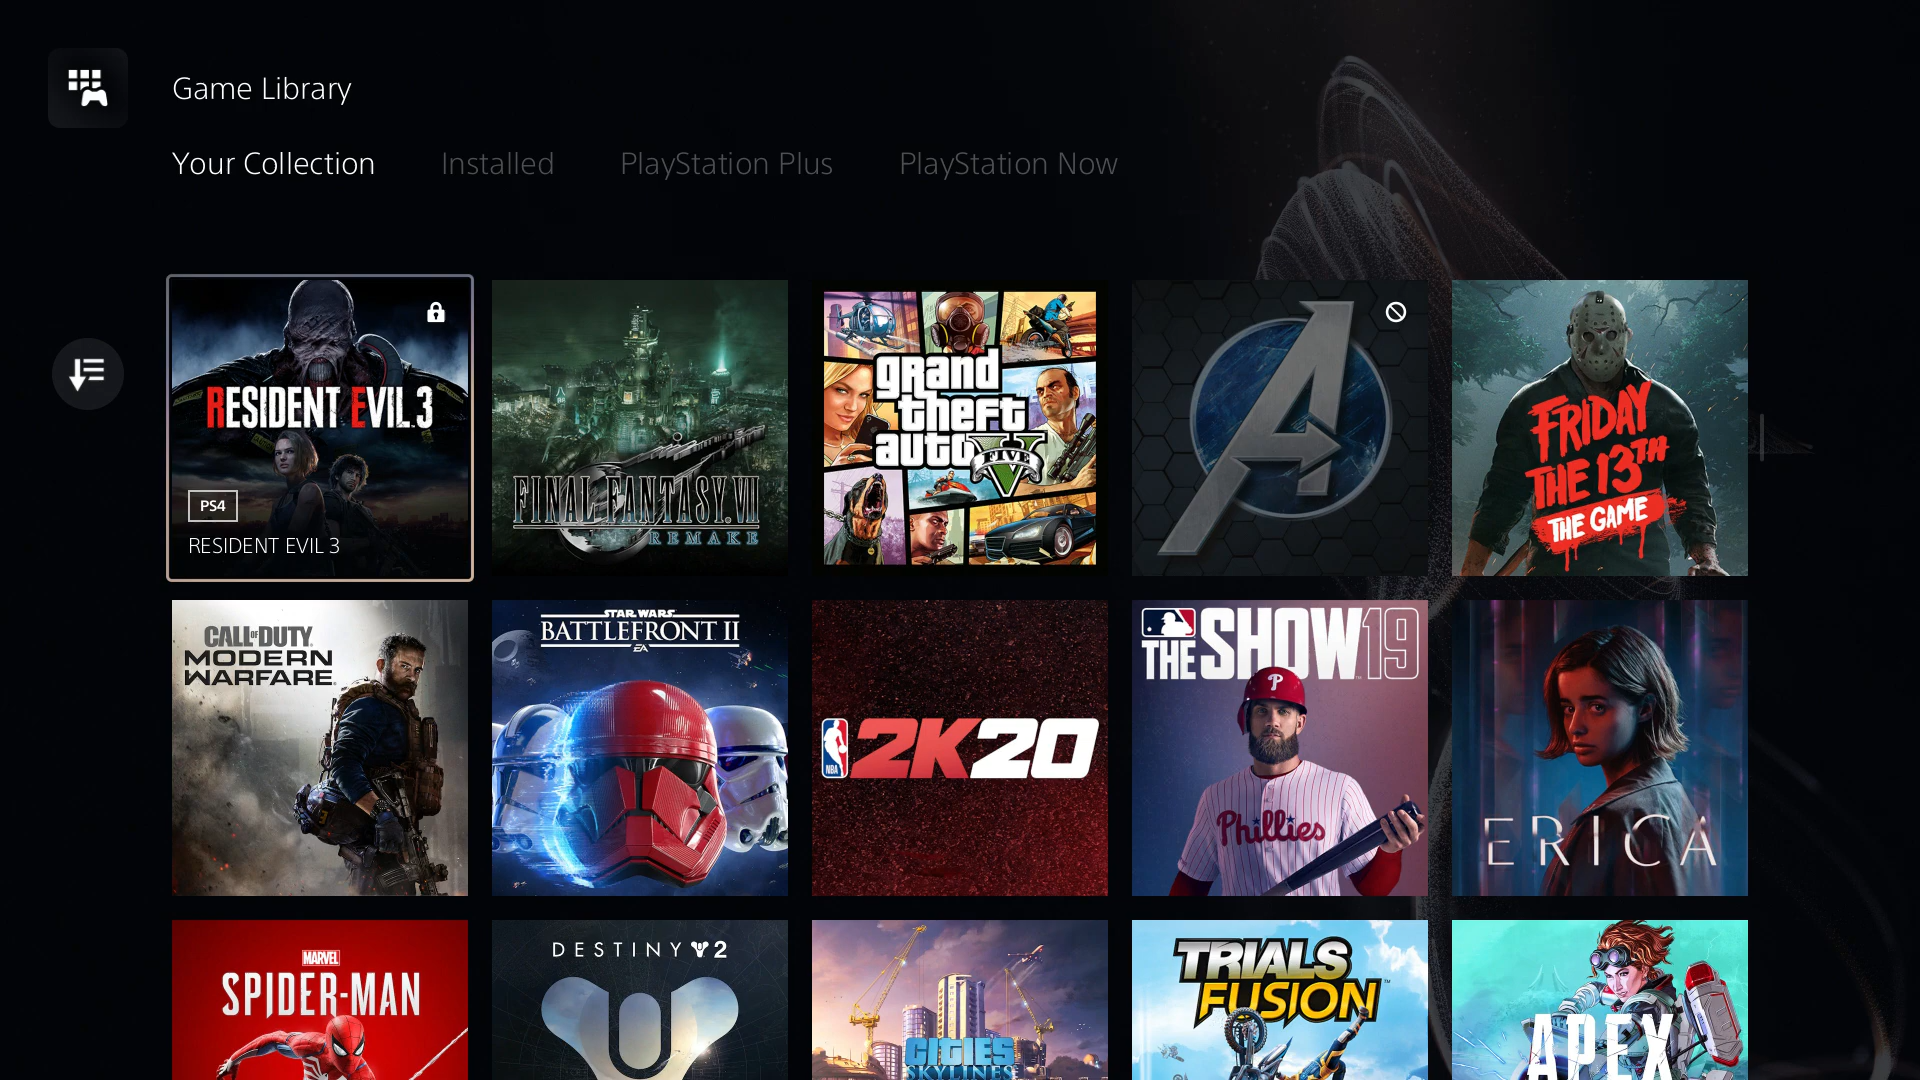 Game Library
Your Collection
Installed
PlayStation Plus
PlayStation Now
RESIDENT EVIL 3
PS4
RESIDENT EVIL 3
FINAL FANTASY VII
REMAKE
grand
theft
auto
FIVE
A
FRIDAY
THE 13TH
THE GAME
CALL OF DUTY
MODERN
WARFARE
STAR WARS
BATTLEFRONT II
EA
NBA
2K20
THE SHOW 19
P
Phillies
ERICA
MARVEL
SPIDER-MAN
DESTINY 2
CITIES
SKYLINES
TRIALS
FUSION
APEX